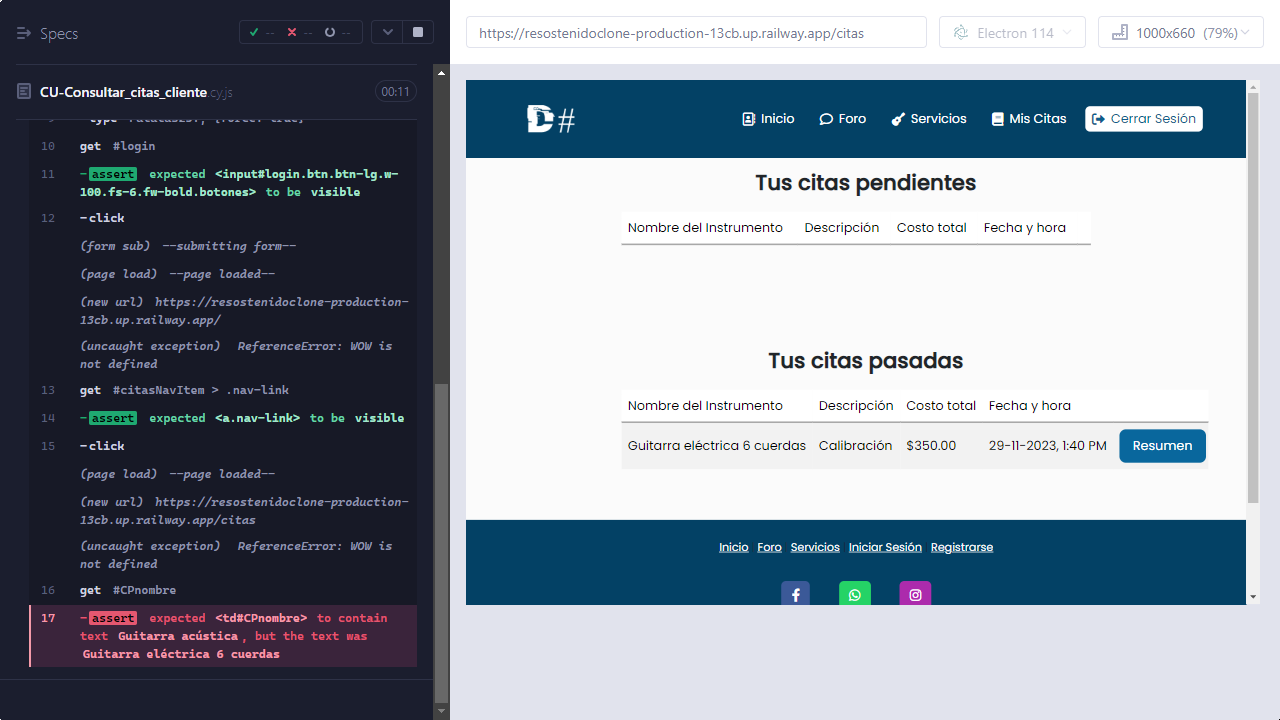 Specs
-- -- --
CU-Consultar_citas_cliente.cy.js
00:11
10 get #login
11 -assert expected <input#login.btn.btn-lg.w-
100.fs-6.fw-bold.botones> to be visible
12 -click
(form sub) --submitting form--
(page load) --page loaded--
(new url) https://resostenidoclone-production-
13cb.up.railway.app/
(uncaught exception) ReferenceError: WOW is
not defined
13 get #citasNavItem > .nav-link
14 -assert expected <a.nav-link> to be visible
15 -click
(page load) --page loaded--
(new url) https://resostenidoclone-production-
13cb.up.railway.app/citas
(uncaught exception) ReferenceError: WOW is
not defined
16 get #CPnombre
17 -assert expected <td#CPnombre> to contain
text Guitarra acústica, but the text was
Guitarra eléctrica 6 cuerdas
https://resostenidoclone-production-13cb.up.railway.app/citas
Electron 114
1000x660 (79%)
D#
Inicio Foro Servicios Mis Citas Cerrar Sesión
Tus citas pendientes
Nombre del Instrumento Descripción Costo total Fecha y hora
Tus citas pasadas
Nombre del Instrumento Descripción Costo total Fecha y hora
Guitarra eléctrica 6 cuerdas Calibración $350.00 29-11-2023, 1:40 PM Resumen
Inicio Foro Servicios Iniciar Sesión Registrarse